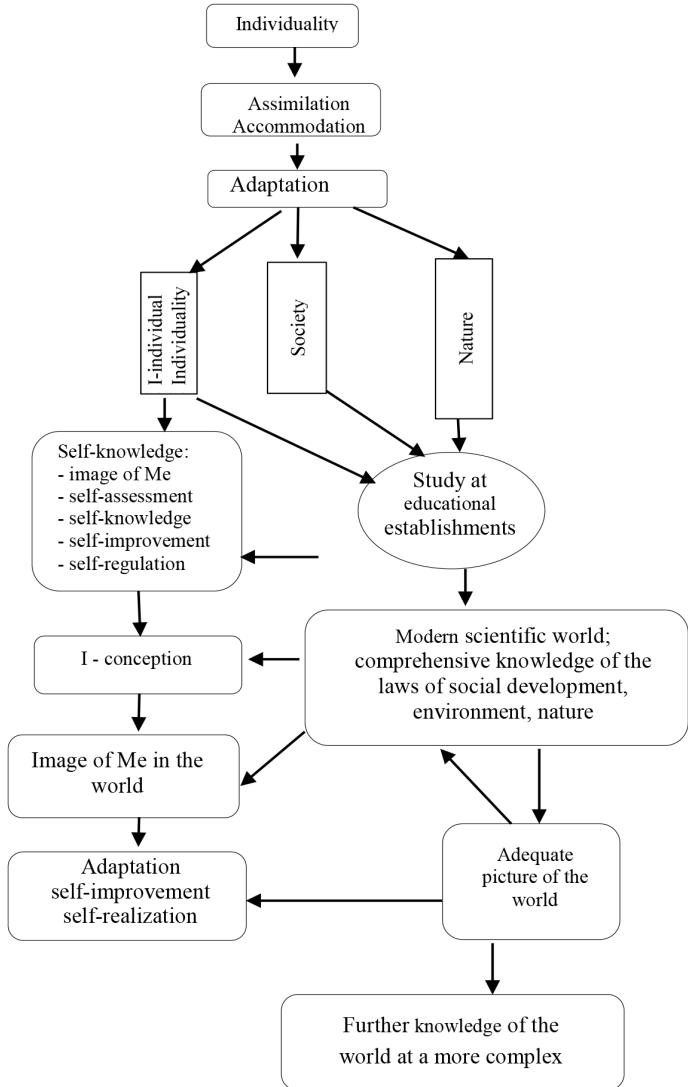 Individuality
Assimilation
Accommodation
Adaptation
I-individual
Individuality
Society
Nature
Self-knowledge:
- image of Me
- self-assessment
- self-knowledge
- self-improvement
- self-regulation
Study at
educational
establishments
I - conception
Modern scientific world;
comprehensive knowledge of the
laws of social development,
environment, nature
Image of Me in the
world
Adaptation
self-improvement
self-realization
Adequate
picture of the
world
Further knowledge of the
world at a more complex